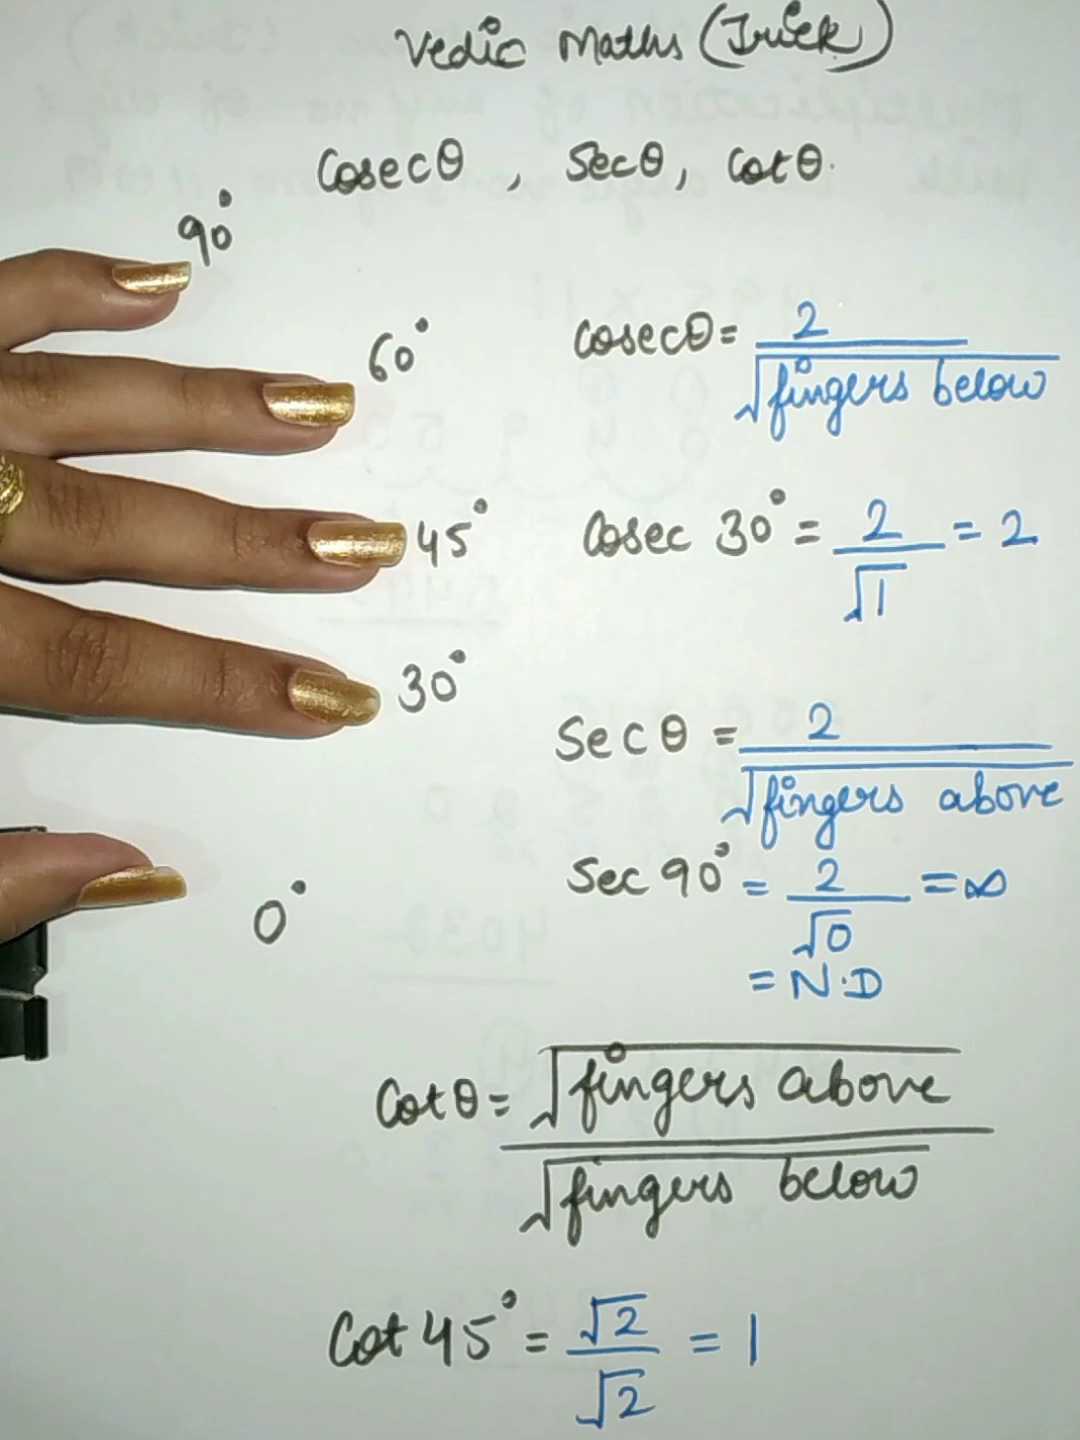 Vedic Maths (Trick)
Cosecθ , Secθ, Cotθ.
90°
60°
cosecθ = 2/√fingers below
45°
Cosec 30° = 2/√1 = 2
30°
Secθ = 2/√fingers above
0°
Sec 90° = 2/√0 = ∞
= N.D
Cotθ = √fingers above/√fingers below
Cot 45° = √2/√2 = 1